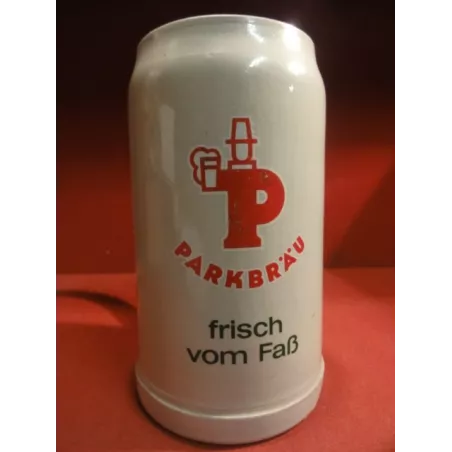 P
PARKBRÄU
frisch
vom Faß